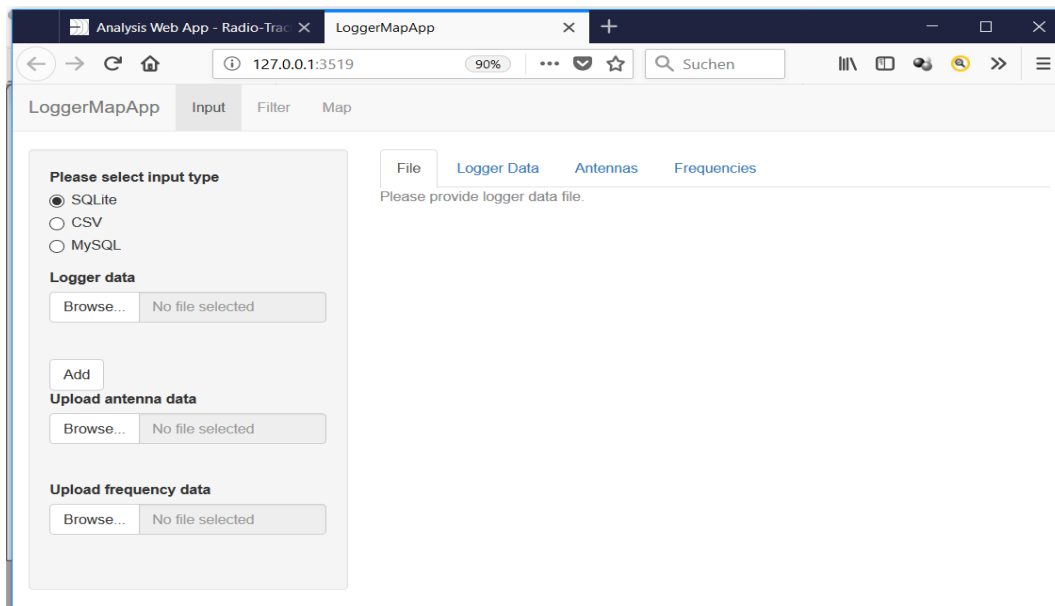 Analysis Web App - Radio-Trac
LoggerMapApp
127.0.0.1:3519
90%
Suchen
LoggerMapApp
Input
Filter
Map
Please select input type
SQLite
CSV
MySQL
Logger data
Browse...
No file selected
Add
Upload antenna data
Browse...
No file selected
Upload frequency data
Browse...
No file selected
File
Logger Data
Antennas
Frequencies
Please provide logger data file.